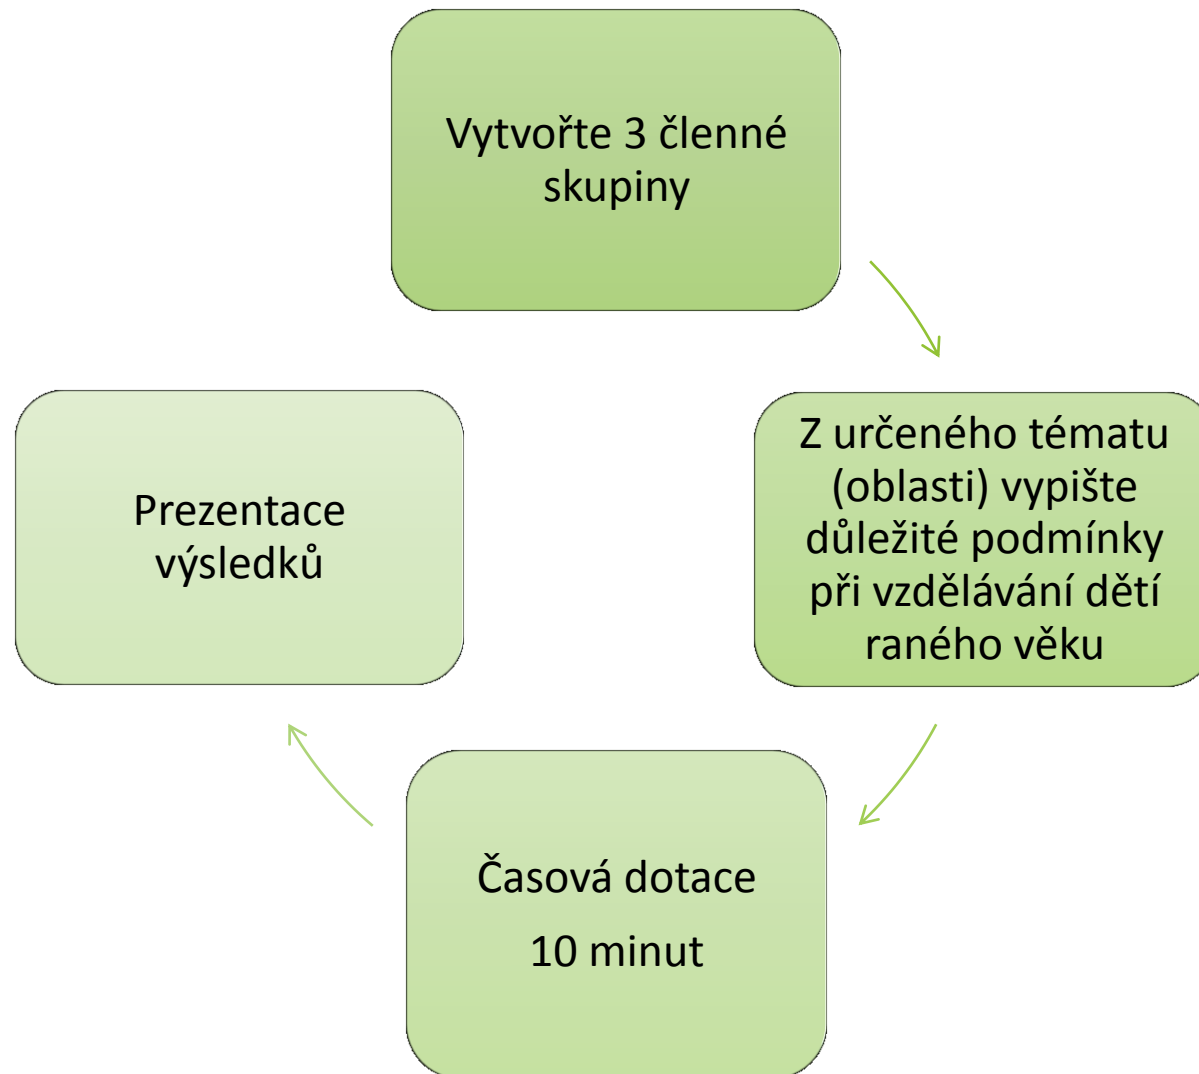 Vytvořte 3 členné
skupiny
Z určeného tématu
(oblasti) vypište
důležité podmínky
při vzdělávání dětí
raného věku
Časová dotace
10 minut
Prezentace
výsledků